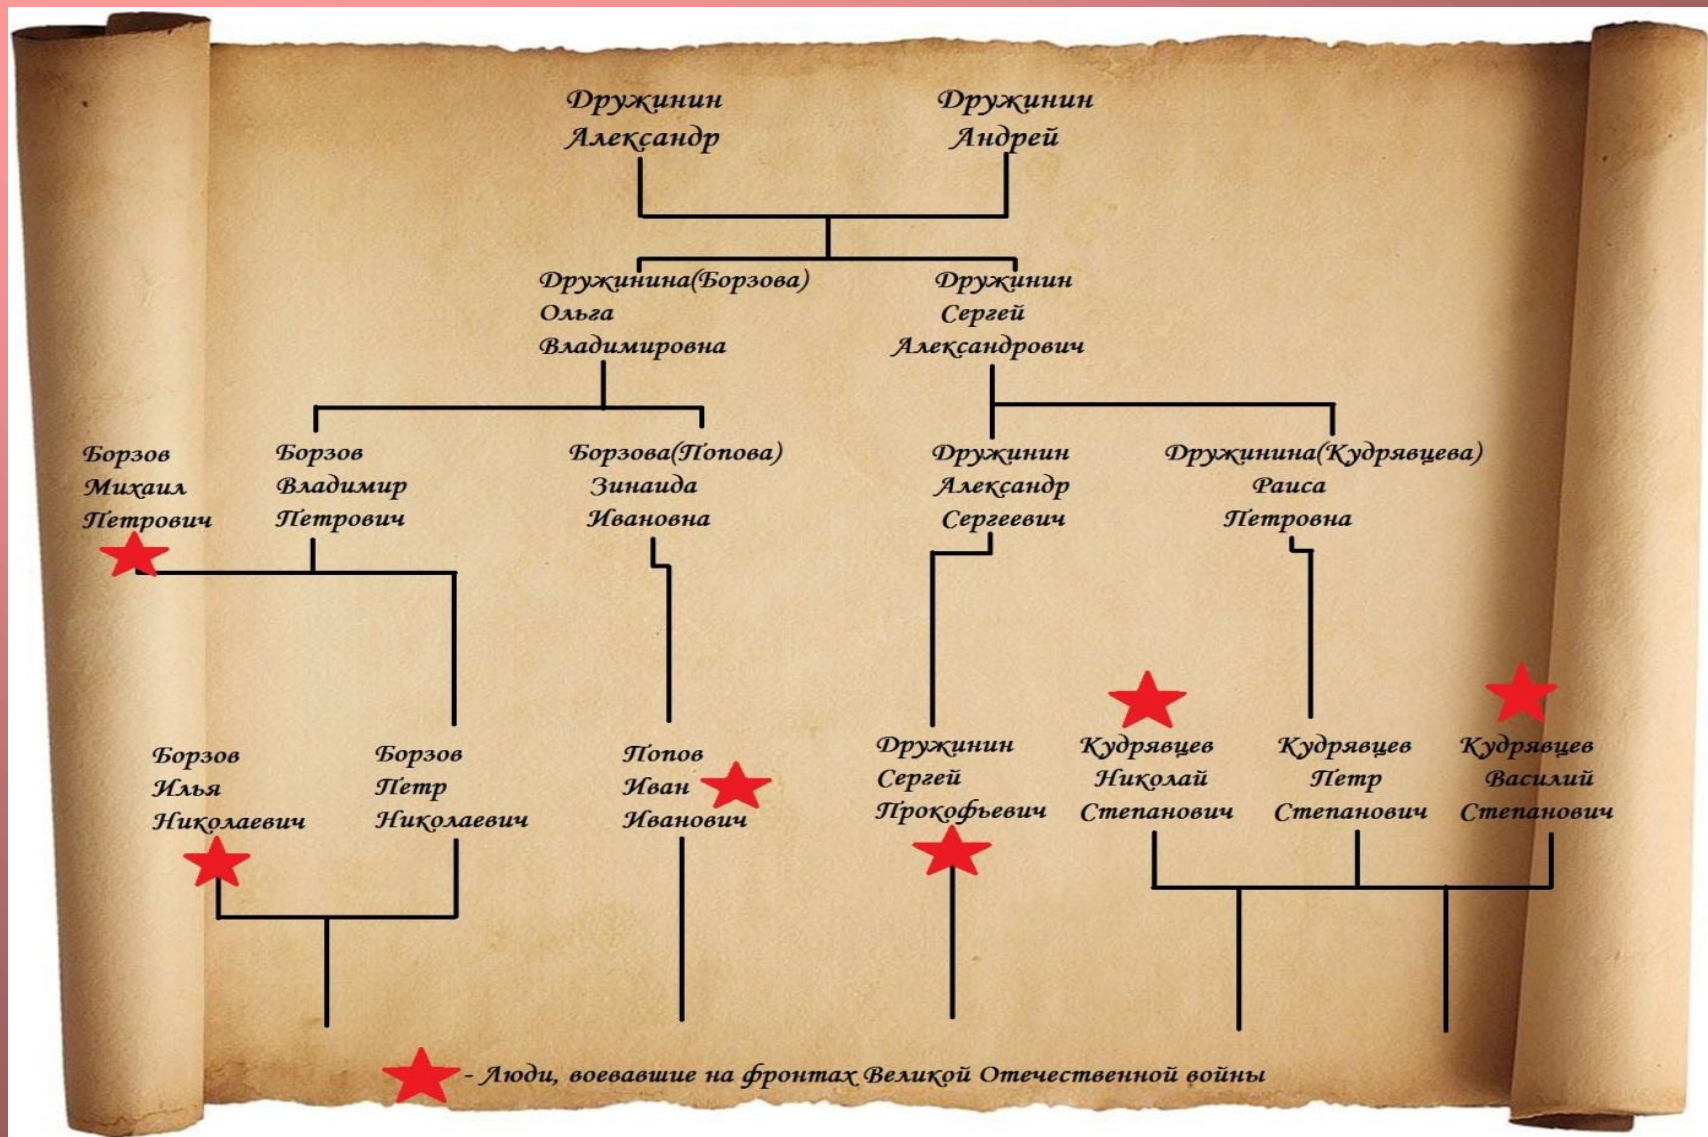 Дружинин
Александр
Дружинин
Андрей
Дружинина(Борзова)
Ольга
Владимировна
Дружинин
Сергей
Александрович
Борзов
Михаил
Петрович
Борзов
Владимир
Петрович
Борзова(Попова)
Зинаида
Ивановна
Дружинин
Александр
Сергеевич
Дружинина(Кудрявцева)
Раиса
Петровна
Борзов
Илья
Николаевич
Борзов
Петр
Николаевич
Попов
Иван
Иванович
Дружинин
Сергей
Прокофьевич
Кудрявцев
Николай
Степанович
Кудрявцев
Петр
Степанович
Кудрявцев
Василий
Степанович
- Люди, воевавшие на фронтах Великой Отечественной войны